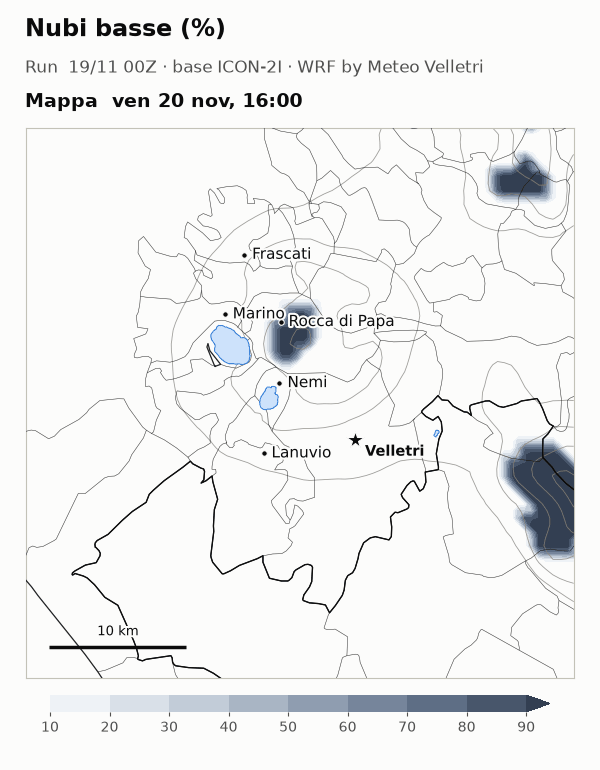 Nubi basse (%)
Run 19/11 00Z · base ICON-2I · WRF by Meteo Velletri
Mappa ven 20 nov, 16:00
Frascati
Marino
Rocca di Papa
Nemi
Velletri
Lanuvio
10 km
10 20 30 40 50 60 70 80 90